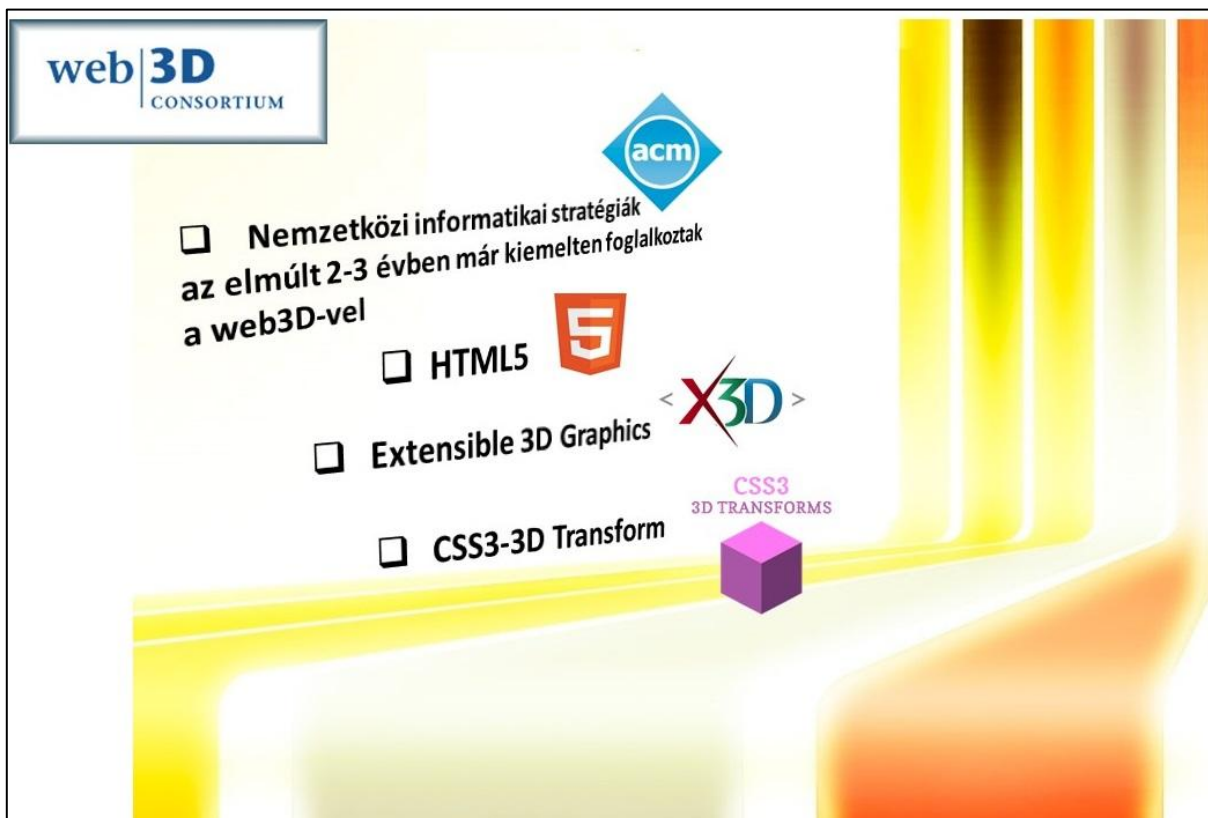 web 3D
CONSORTIUM
acm
Nemzetközi informatikai stratégiák
az elmúlt 2-3 évben már kiemelten foglalkoztak
a web3D-vel
HTML5
5
Extensible 3D Graphics
< X3D >
CSS3
3D TRANSFORMS
CSS3-3D Transform